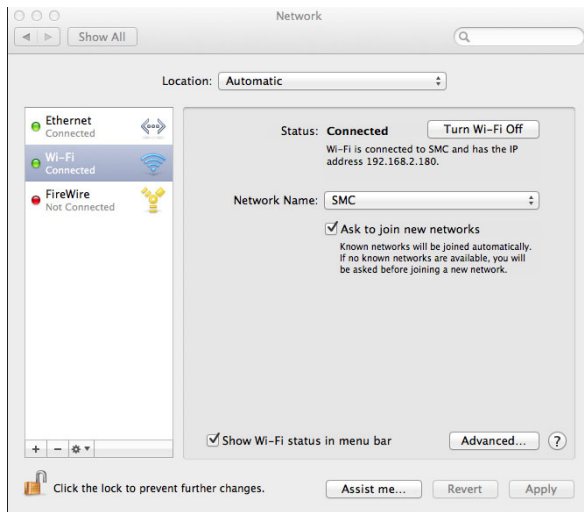 Network
Show All
Location: Automatic
Ethernet
Connected
Wi-Fi
Connected
FireWire
Not Connected
Status: Connected Turn Wi-Fi Off
Wi-Fi is connected to SMC and has the IP
address 192.168.2.180.
Network Name: SMC
Ask to join new networks
Known networks will be joined automatically.
If no known networks are available, you will
be asked before joining a new network.
Show Wi-Fi status in menu bar Advanced... ?
+ -
Click the lock to prevent further changes. Assist me... Revert Apply